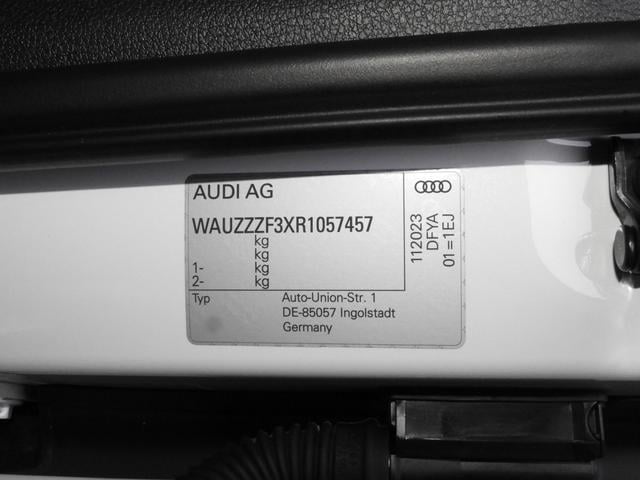 AUDI AG
WAUZZZF3XR1057457
kg
kg
1- kg
2- kg
Typ Auto-Union-Str. 1
DE-85057 Ingolstadt
Germany
112023
DFYA
01=1EJ